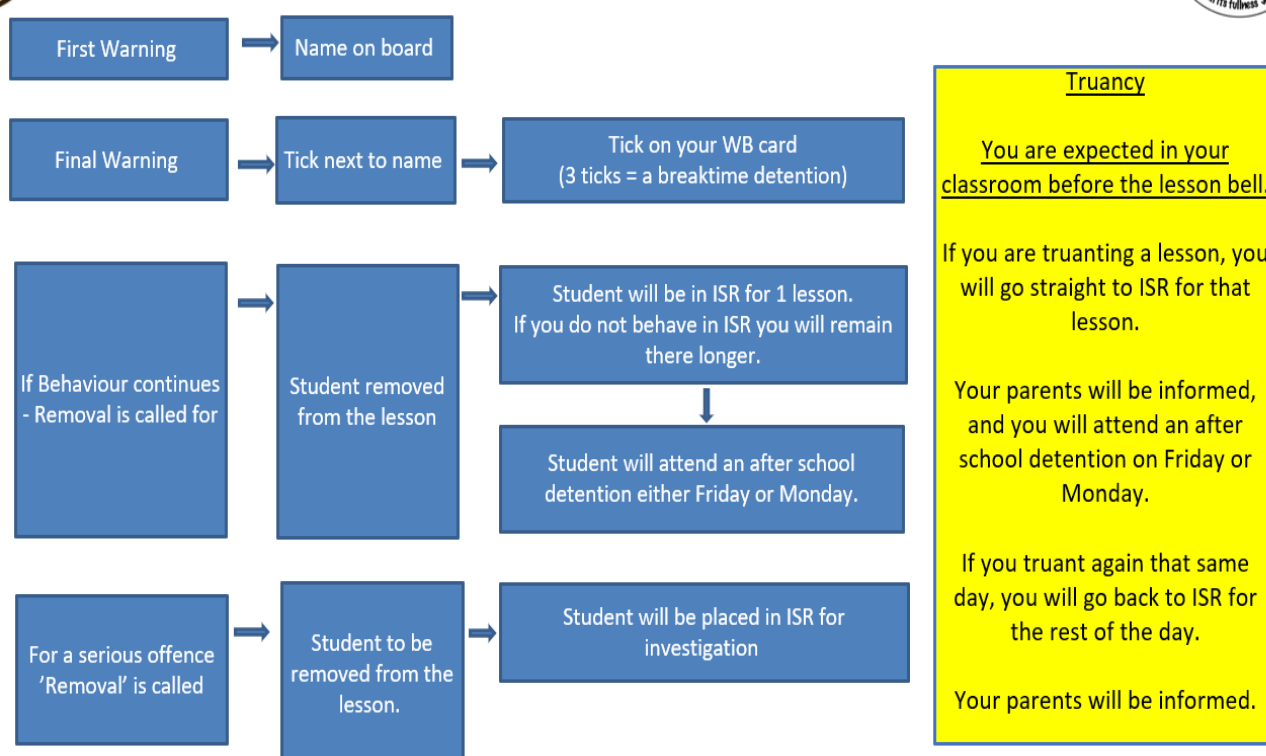 its fullness
First Warning
Name on board
Final Warning
Tick next to name
Tick on your WB card
(3 ticks = a breaktime detention)
If Behaviour continues
- Removal is called for
Student removed
from the lesson
Student will be in ISR for 1 lesson.
If you do not behave in ISR you will remain
there longer.
Student will attend an after school
detention either Friday or Monday.
For a serious offence
'Removal' is called
Student to be
removed from the
lesson.
Student will be placed in ISR for
investigation
Truancy
You are expected in your
classroom before the lesson bell.
If you are truanting a lesson, you
will go straight to ISR for that
lesson.
Your parents will be informed,
and you will attend an after
school detention on Friday or
Monday.
If you truant again that same
day, you will go back to ISR for
the rest of the day.
Your parents will be informed.